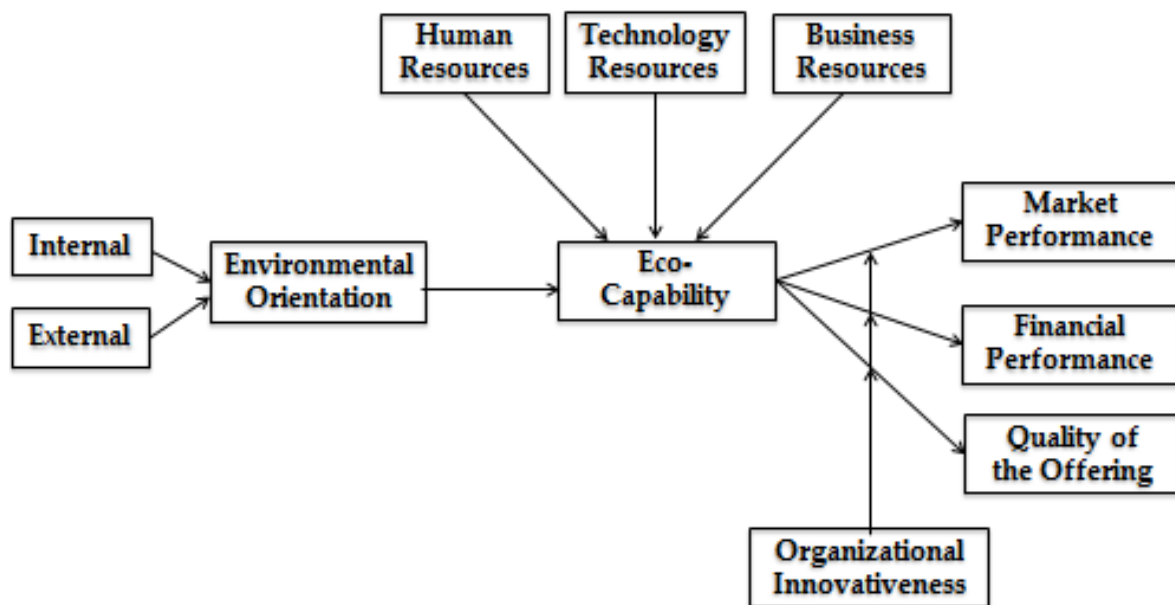 Human
Resources
Technology
Resources
Business
Resources
Internal
External
Environmental
Orientation
Eco-
Capability
Market
Performance
Financial
Performance
Quality of
the Offering
Organizational
Innovativeness